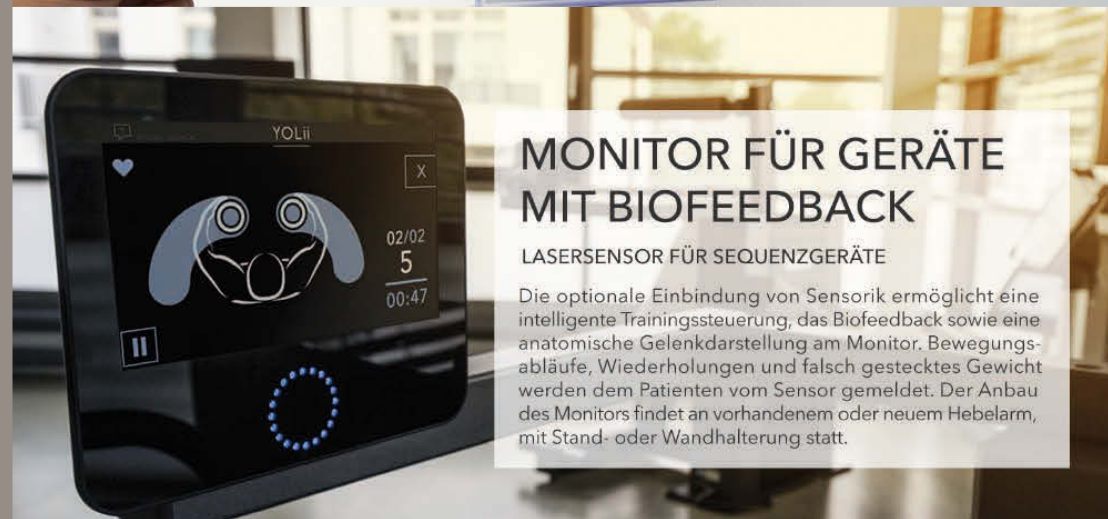 YOLii
X
02/02
5
00:47
MONITOR FÜR GERÄTE
MIT BIOFEEDBACK
LASERSENSOR FÜR SEQUENZGERÄTE
Die optionale Einbindung von Sensorik ermöglicht eine
intelligente Trainingssteuerung, das Biofeedback sowie eine
anatomische Gelenkdarstellung am Monitor. Bewegungs-
abläufe, Wiederholungen und falsch gestecktes Gewicht
werden dem Patienten vom Sensor gemeldet. Der Anbau
des Monitors findet an vorhandenem oder neuem Hebelarm,
mit Stand- oder Wandhalterung statt.